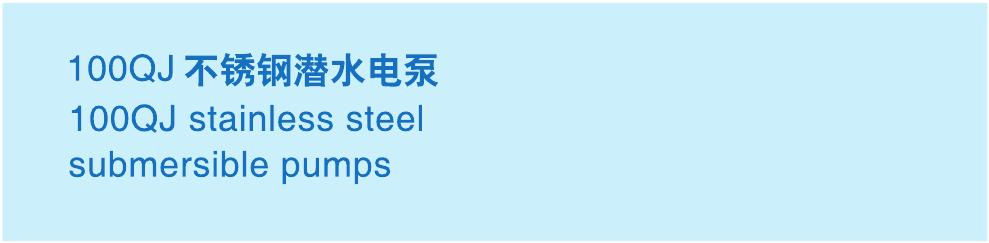 100QJ 不锈钢潜水电泵
100QJ stainless steel
submersible pumps